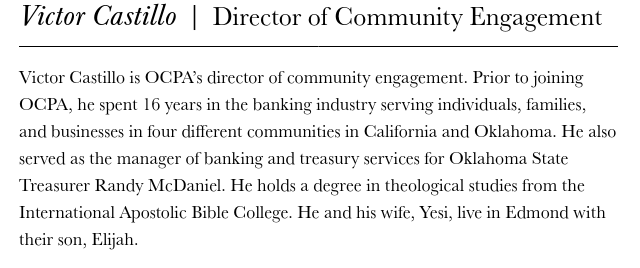 Victor Castillo | Director of Community Engagement
Victor Castillo is OCPA’s director of community engagement. Prior to joining
OCPA, he spent 16 years in the banking industry serving individuals, families,
and businesses in four different communities in California and Oklahoma. He also
served as the manager of banking and treasury services for Oklahoma State
Treasurer Randy McDaniel. He holds a degree in theological studies from the
International Apostolic Bible College. He and his wife, Yesi, live in Edmond with
their son, Elijah.